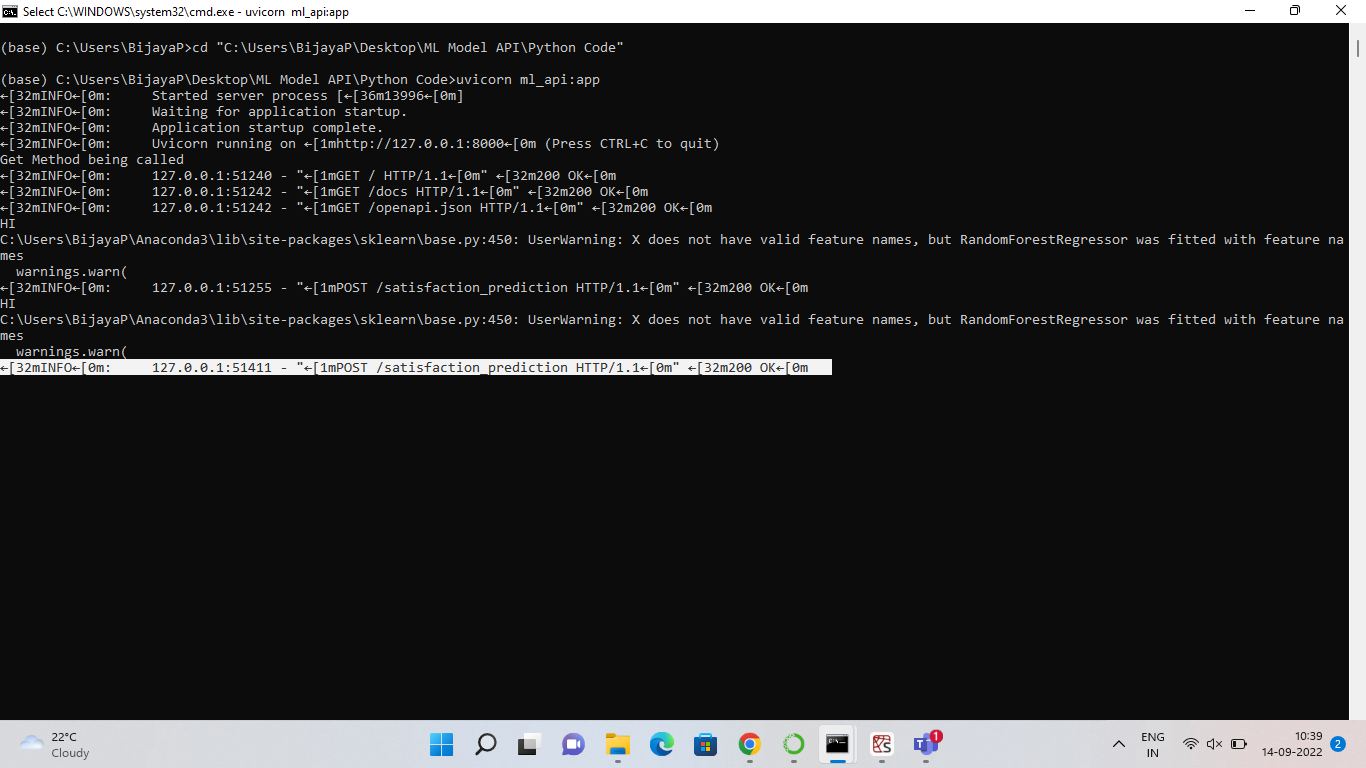 Select C:\WINDOWS\system32\cmd.exe - uvicorn  ml_api:app
(base) C:\Users\BijayaP>cd "C:\Users\BijayaP\Desktop\ML Model API\Python Code"
(base) C:\Users\BijayaP\Desktop\ML Model API\Python Code>uvicorn ml_api:app
←[32mINFO←[0m:     Started server process [←[36m13996←[0m]
←[32mINFO←[0m:     Waiting for application startup.
←[32mINFO←[0m:     Application startup complete.
←[32mINFO←[0m:     Uvicorn running on ←[1mhttp://127.0.0.1:8000←[0m (Press CTRL+C to quit)
Get Method being called
←[32mINFO←[0m:     127.0.0.1:51240 - "←[1mGET / HTTP/1.1←[0m" ←[32m200 OK←[0m
←[32mINFO←[0m:     127.0.0.1:51242 - "←[1mGET /docs HTTP/1.1←[0m" ←[32m200 OK←[0m
←[32mINFO←[0m:     127.0.0.1:51242 - "←[1mGET /openapi.json HTTP/1.1←[0m" ←[32m200 OK←[0m
HI
C:\Users\BijayaP\Anaconda3\lib\site-packages\sklearn\base.py:450: UserWarning: X does not have valid feature names, but RandomForestRegressor was fitted with feature na
mes
  warnings.warn(
←[32mINFO←[0m:     127.0.0.1:51255 - "←[1mPOST /satisfaction_prediction HTTP/1.1←[0m" ←[32m200 OK←[0m
HI
C:\Users\BijayaP\Anaconda3\lib\site-packages\sklearn\base.py:450: UserWarning: X does not have valid feature names, but RandomForestRegressor was fitted with feature na
mes
  warnings.warn(
←[32mINFO←[0m:     127.0.0.1:51411 - "←[1mPOST /satisfaction_prediction HTTP/1.1←[0m" ←[32m200 OK←[0m
22°C
Cloudy
1
ENG
IN
10:39
14-09-2022
2